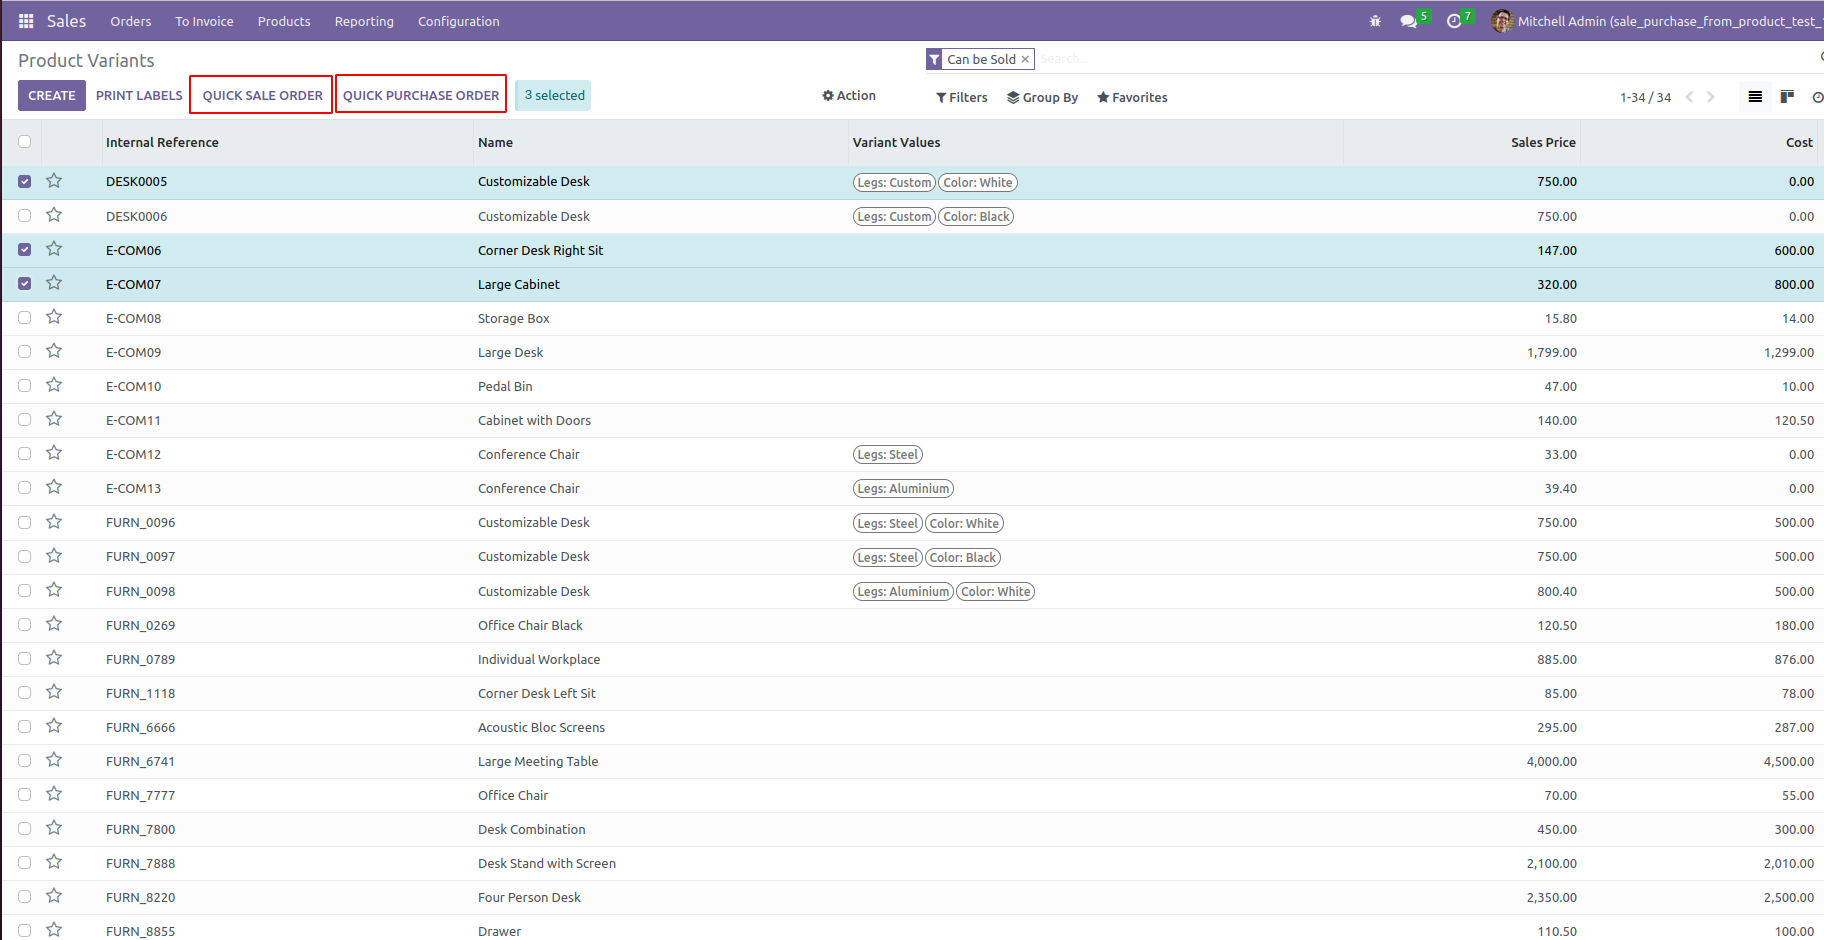 Sales Orders To Invoice Products Reporting Configuration 5 7 Mitchell Admin (sale_purchase_from_product_test_
Product Variants Can be Sold × Search...
CREATE PRINT LABELS QUICK SALE ORDER QUICK PURCHASE ORDER 3 selected Action Filters Group By Favorites 1-34 / 34
Internal Reference Name Variant Values Sales Price Cost
DESK0005 Customizable Desk Legs: Custom Color: White 750.00 0.00
DESK0006 Customizable Desk Legs: Custom Color: Black 750.00 0.00
E-COM06 Corner Desk Right Sit 147.00 600.00
E-COM07 Large Cabinet 320.00 800.00
E-COM08 Storage Box 15.80 14.00
E-COM09 Large Desk 1,799.00 1,299.00
E-COM10 Pedal Bin 47.00 10.00
E-COM11 Cabinet with Doors 140.00 120.50
E-COM12 Conference Chair Legs: Steel 33.00 0.00
E-COM13 Conference Chair Legs: Aluminium 39.40 0.00
FURN_0096 Customizable Desk Legs: Steel Color: White 750.00 500.00
FURN_0097 Customizable Desk Legs: Steel Color: Black 750.00 500.00
FURN_0098 Customizable Desk Legs: Aluminium Color: White 800.40 500.00
FURN_0269 Office Chair Black 120.50 180.00
FURN_0789 Individual Workplace 885.00 876.00
FURN_1118 Corner Desk Left Sit 85.00 78.00
FURN_6666 Acoustic Bloc Screens 295.00 287.00
FURN_6741 Large Meeting Table 4,000.00 4,500.00
FURN_7777 Office Chair 70.00 55.00
FURN_7800 Desk Combination 450.00 300.00
FURN_7888 Desk Stand with Screen 2,100.00 2,010.00
FURN_8220 Four Person Desk 2,350.00 2,500.00
FURN_8855 Drawer 110.50 100.00